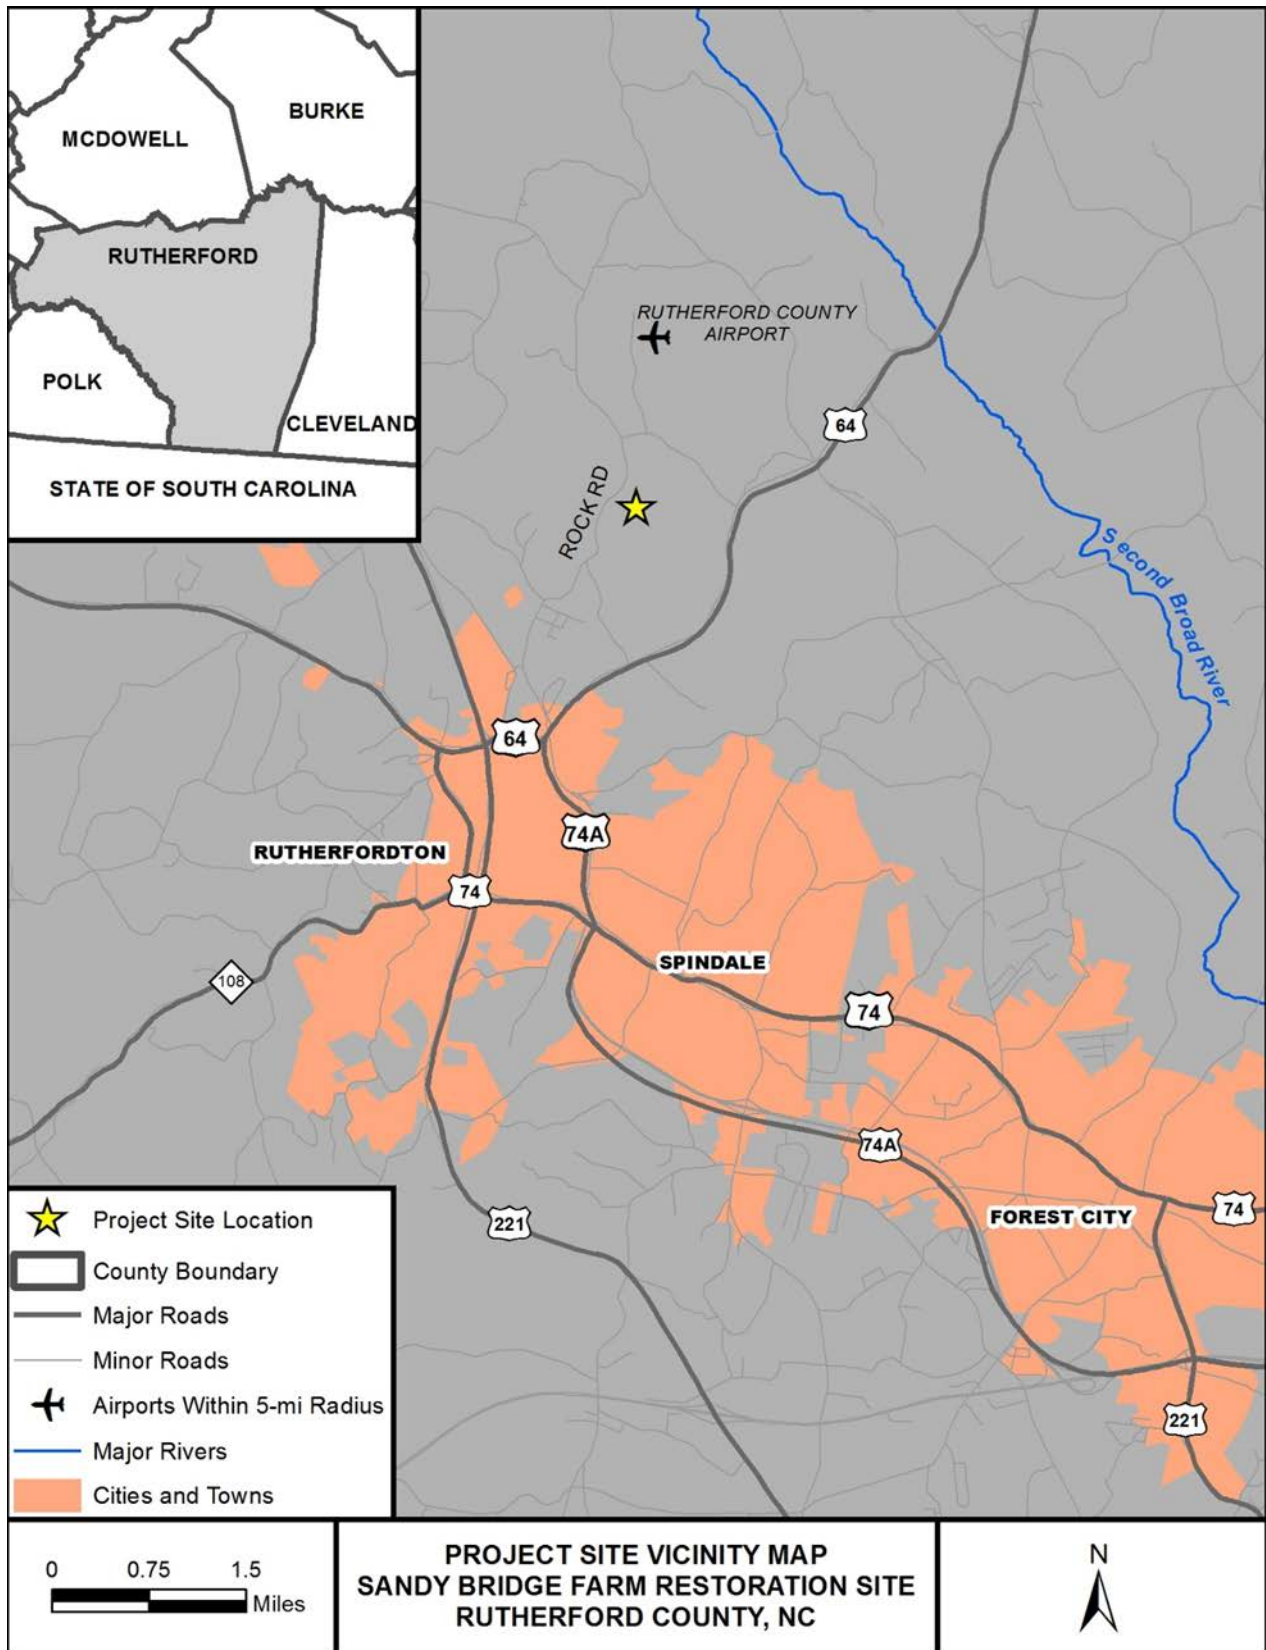 MCDOWELL
BURKE
RUTHERFORD
POLK
CLEVELAND
STATE OF SOUTH CAROLINA
RUTHERFORD COUNTY
AIRPORT
64
ROCK RD
Second Broad River
64
74A
RUTHERFORDTON
74
SPINDALE
108
74
74A
FOREST CITY
74
221
221
Project Site Location
County Boundary
Major Roads
Minor Roads
Airports Within 5-mi Radius
Major Rivers
Cities and Towns
0 0.75 1.5
Miles
PROJECT SITE VICINITY MAP
SANDY BRIDGE FARM RESTORATION SITE
RUTHERFORD COUNTY, NC
N